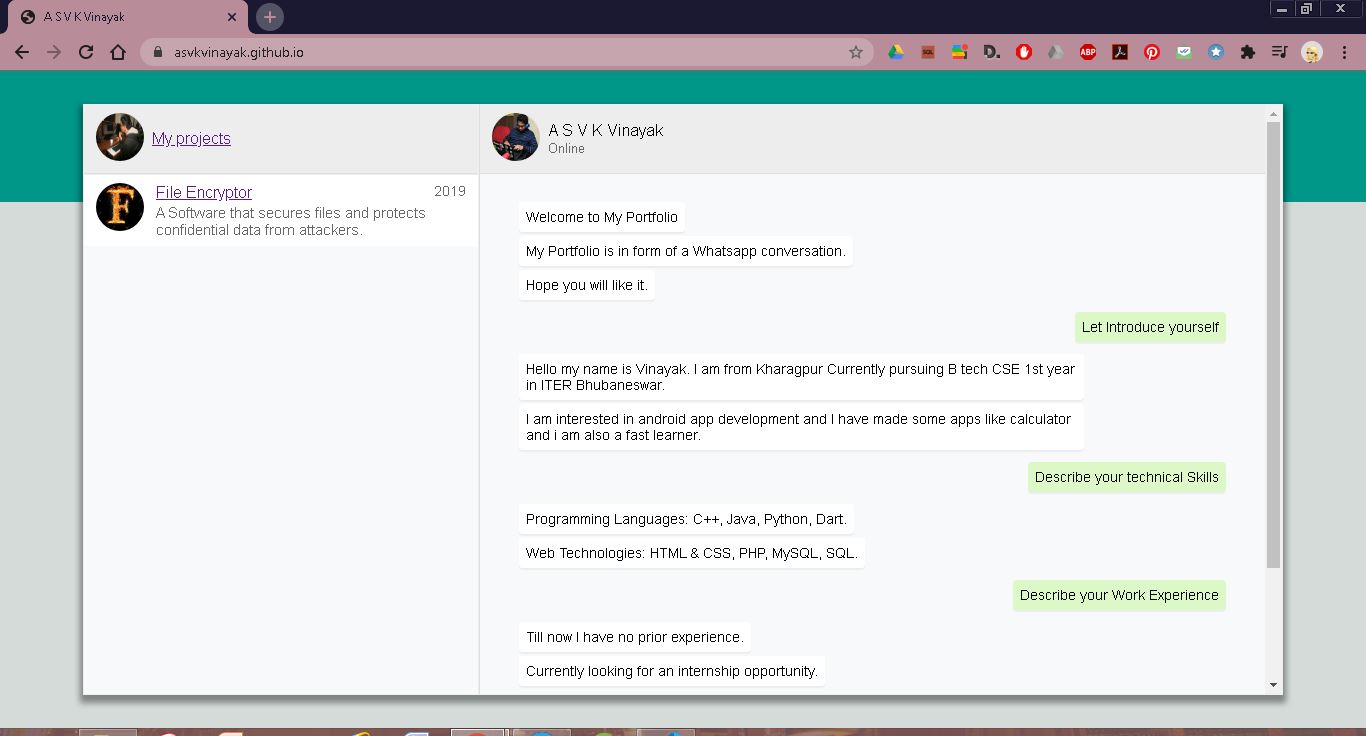 A S V K Vinayak
asvkvinayak.github.io
SQL
D.
ABP
My projects
A S V K Vinayak
Online
F
File Encryptor
2019
A Software that secures files and protects
confidential data from attackers.
Welcome to My Portfolio
My Portfolio is in form of a Whatsapp conversation.
Hope you will like it.
Let Introduce yourself
Hello my name is Vinayak. I am from Kharagpur Currently pursuing B tech CSE 1st year
in ITER Bhubaneswar.
I am interested in android app development and I have made some apps like calculator
and i am also a fast learner.
Describe your technical Skills
Programming Languages: C++, Java, Python, Dart.
Web Technologies: HTML & CSS, PHP, MySQL, SQL.
Describe your Work Experience
Till now I have no prior experience.
Currently looking for an internship opportunity.